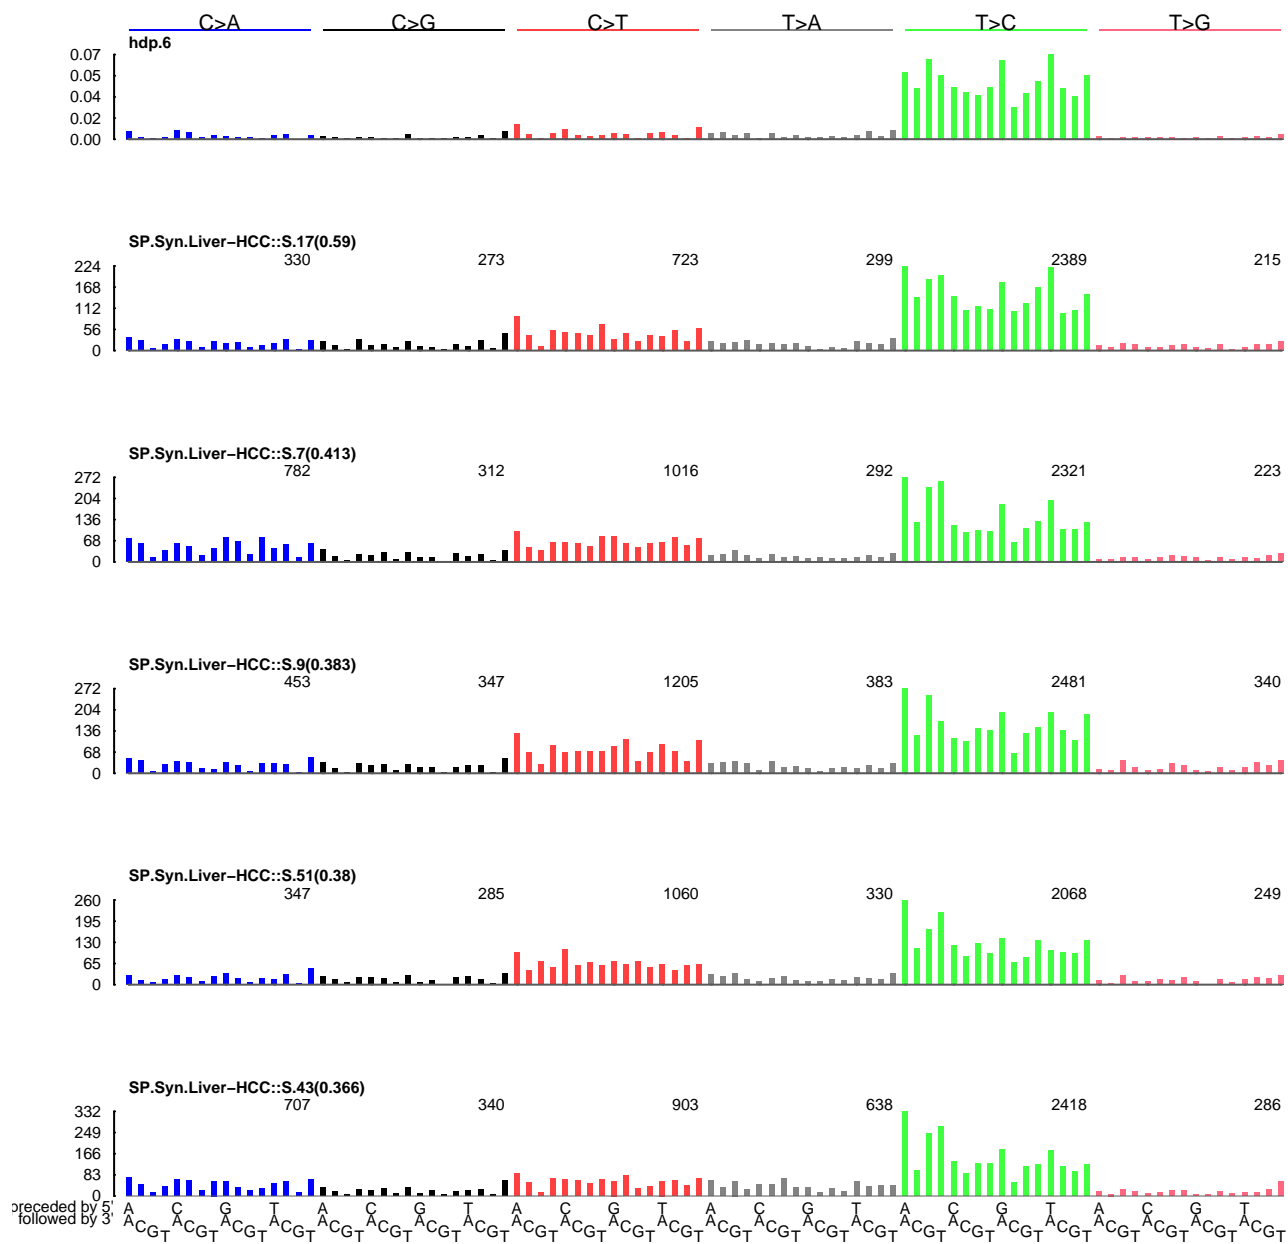 C>A C>G C>T T>A T>C T>G
hdp.6
0.07
0.05
0.04
0.02
0.00
SP.Syn.Liver−HCC::S.17(0.59)
330 273 723 299 2389 215
224
168
112
56
0
SP.Syn.Liver−HCC::S.7(0.413)
782 312 1016 292 2321 223
272
204
136
68
0
SP.Syn.Liver−HCC::S.9(0.383)
453 347 1205 383 2481 340
272
204
136
68
0
SP.Syn.Liver−HCC::S.51(0.38)
347 285 1060 330 2068 249
260
195
130
65
0
SP.Syn.Liver−HCC::S.43(0.366)
707 340 903 638 2418 286
332
249
166
83
0
preceded by 5' A C G T A C G T A C G T A C G T A C G T A C G T
followed by 3' A C G T A C G T A C G T A C G T A C G T A C G T A C G T A C G T A C G T A C G T A C G T A C G T A C G T A C G T A C G T A C G T A C G T A C G T A C G T A C G T A C G T A C G T A C G T A C G T